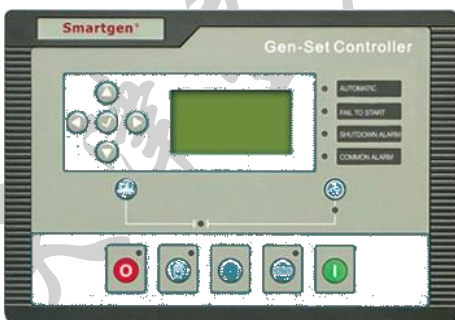 Smartgen®
Gen-Set Controller
AUTOMATIC
FAIL TO START
SHUTDOWN ALARM
COMMON ALARM
O
I